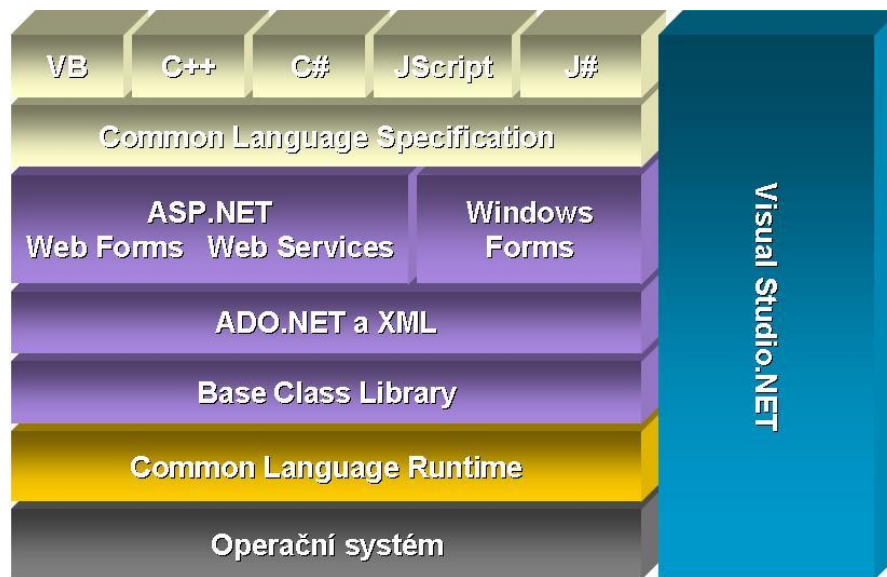 VB
C++
C#
JScript
J#
Common Language Specification
ASP.NET
Web Forms Web Services
Windows
Forms
ADO.NET a XML
Base Class Library
Common Language Runtime
Operační systém
Visual Studio.NET